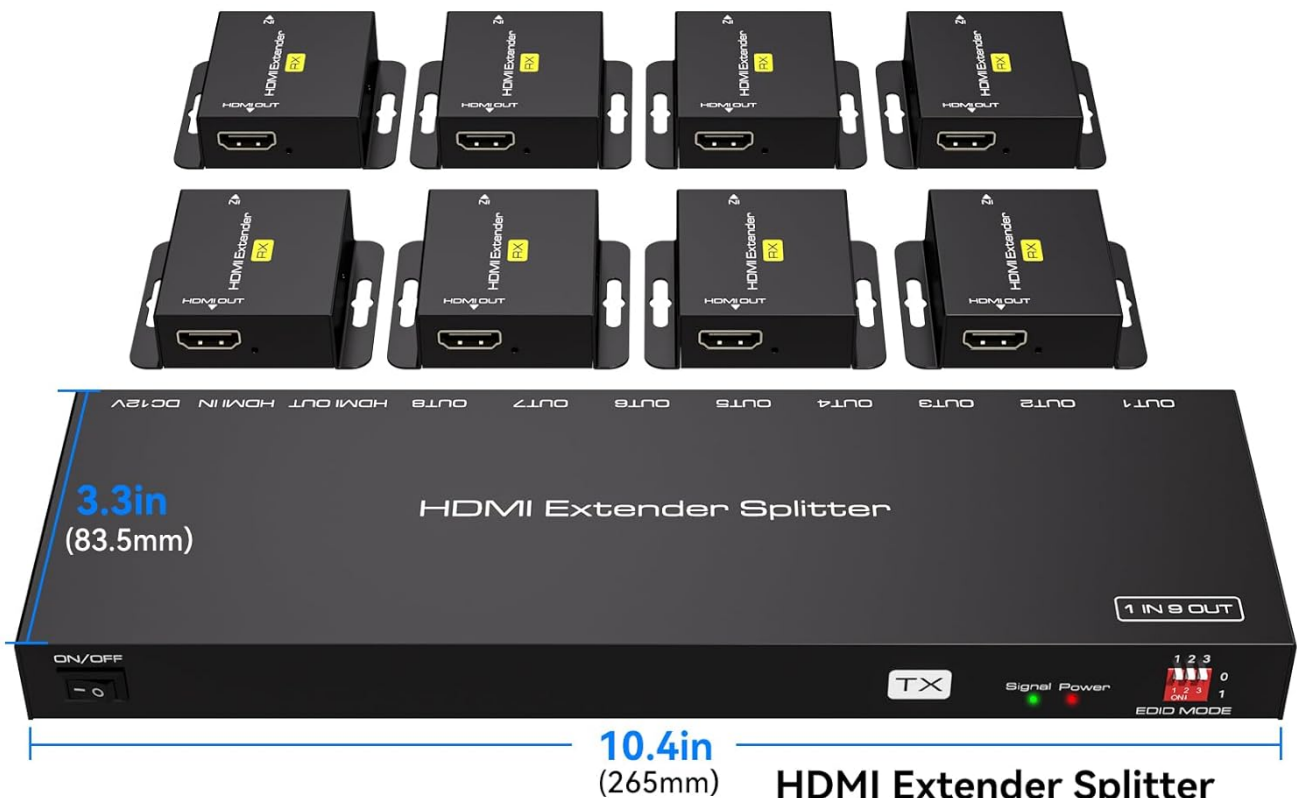 HDMI Extender
RX
HDMI OUT
HDMI Extender
RX
HDMI OUT
HDMI Extender
RX
HDMI OUT
HDMI Extender
RX
HDMI OUT
HDMI Extender
RX
HDMI OUT
HDMI Extender
RX
HDMI OUT
HDMI Extender
RX
HDMI OUT
HDMI Extender
RX
HDMI OUT
DC12V HDMI IN HDMI OUT OUT8 OUT7 OUT6 OUT5 OUT4 OUT3 OUT2 OUT1
3.3in
(83.5mm)
HDMI Extender Splitter
1 IN 9 OUT
ON/OFF
TX
Signal Power
1 2 3
0
1 2 3
ON
1
EDID MODE
10.4in
(265mm)
HDMI Extender Splitter